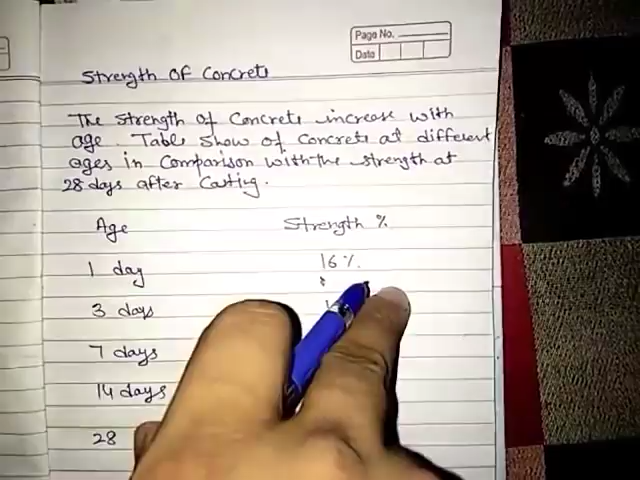 Page No.
Date
Strength OF Concrete
The Strength of Concrete increase with
age. Table show of Concrete at different
ages in Comparison with the strength at
28 days after Casting.
Age Strength %
1 day 16%.
3 days
7 days
14 days
28